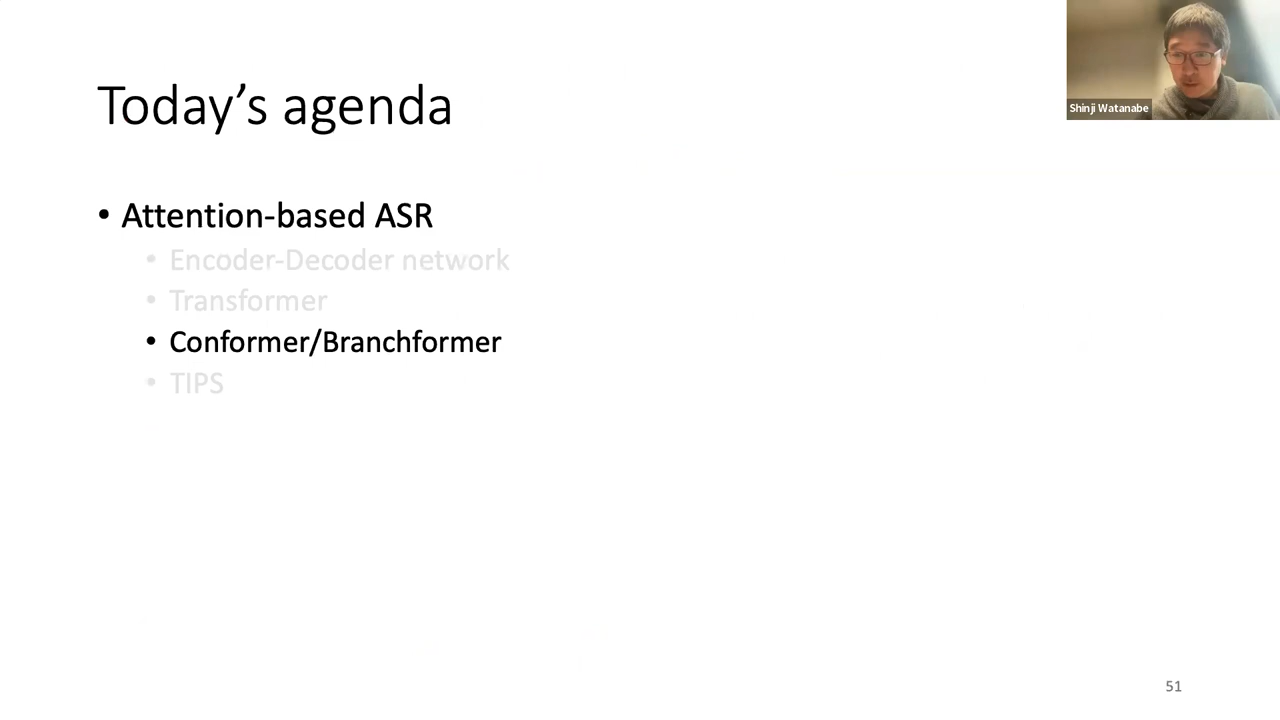 Shinji Watanabe
Today's agenda
• Attention-based ASR
• Encoder-Decoder network
• Transformer
• Conformer/Branchformer
• TIPS
51